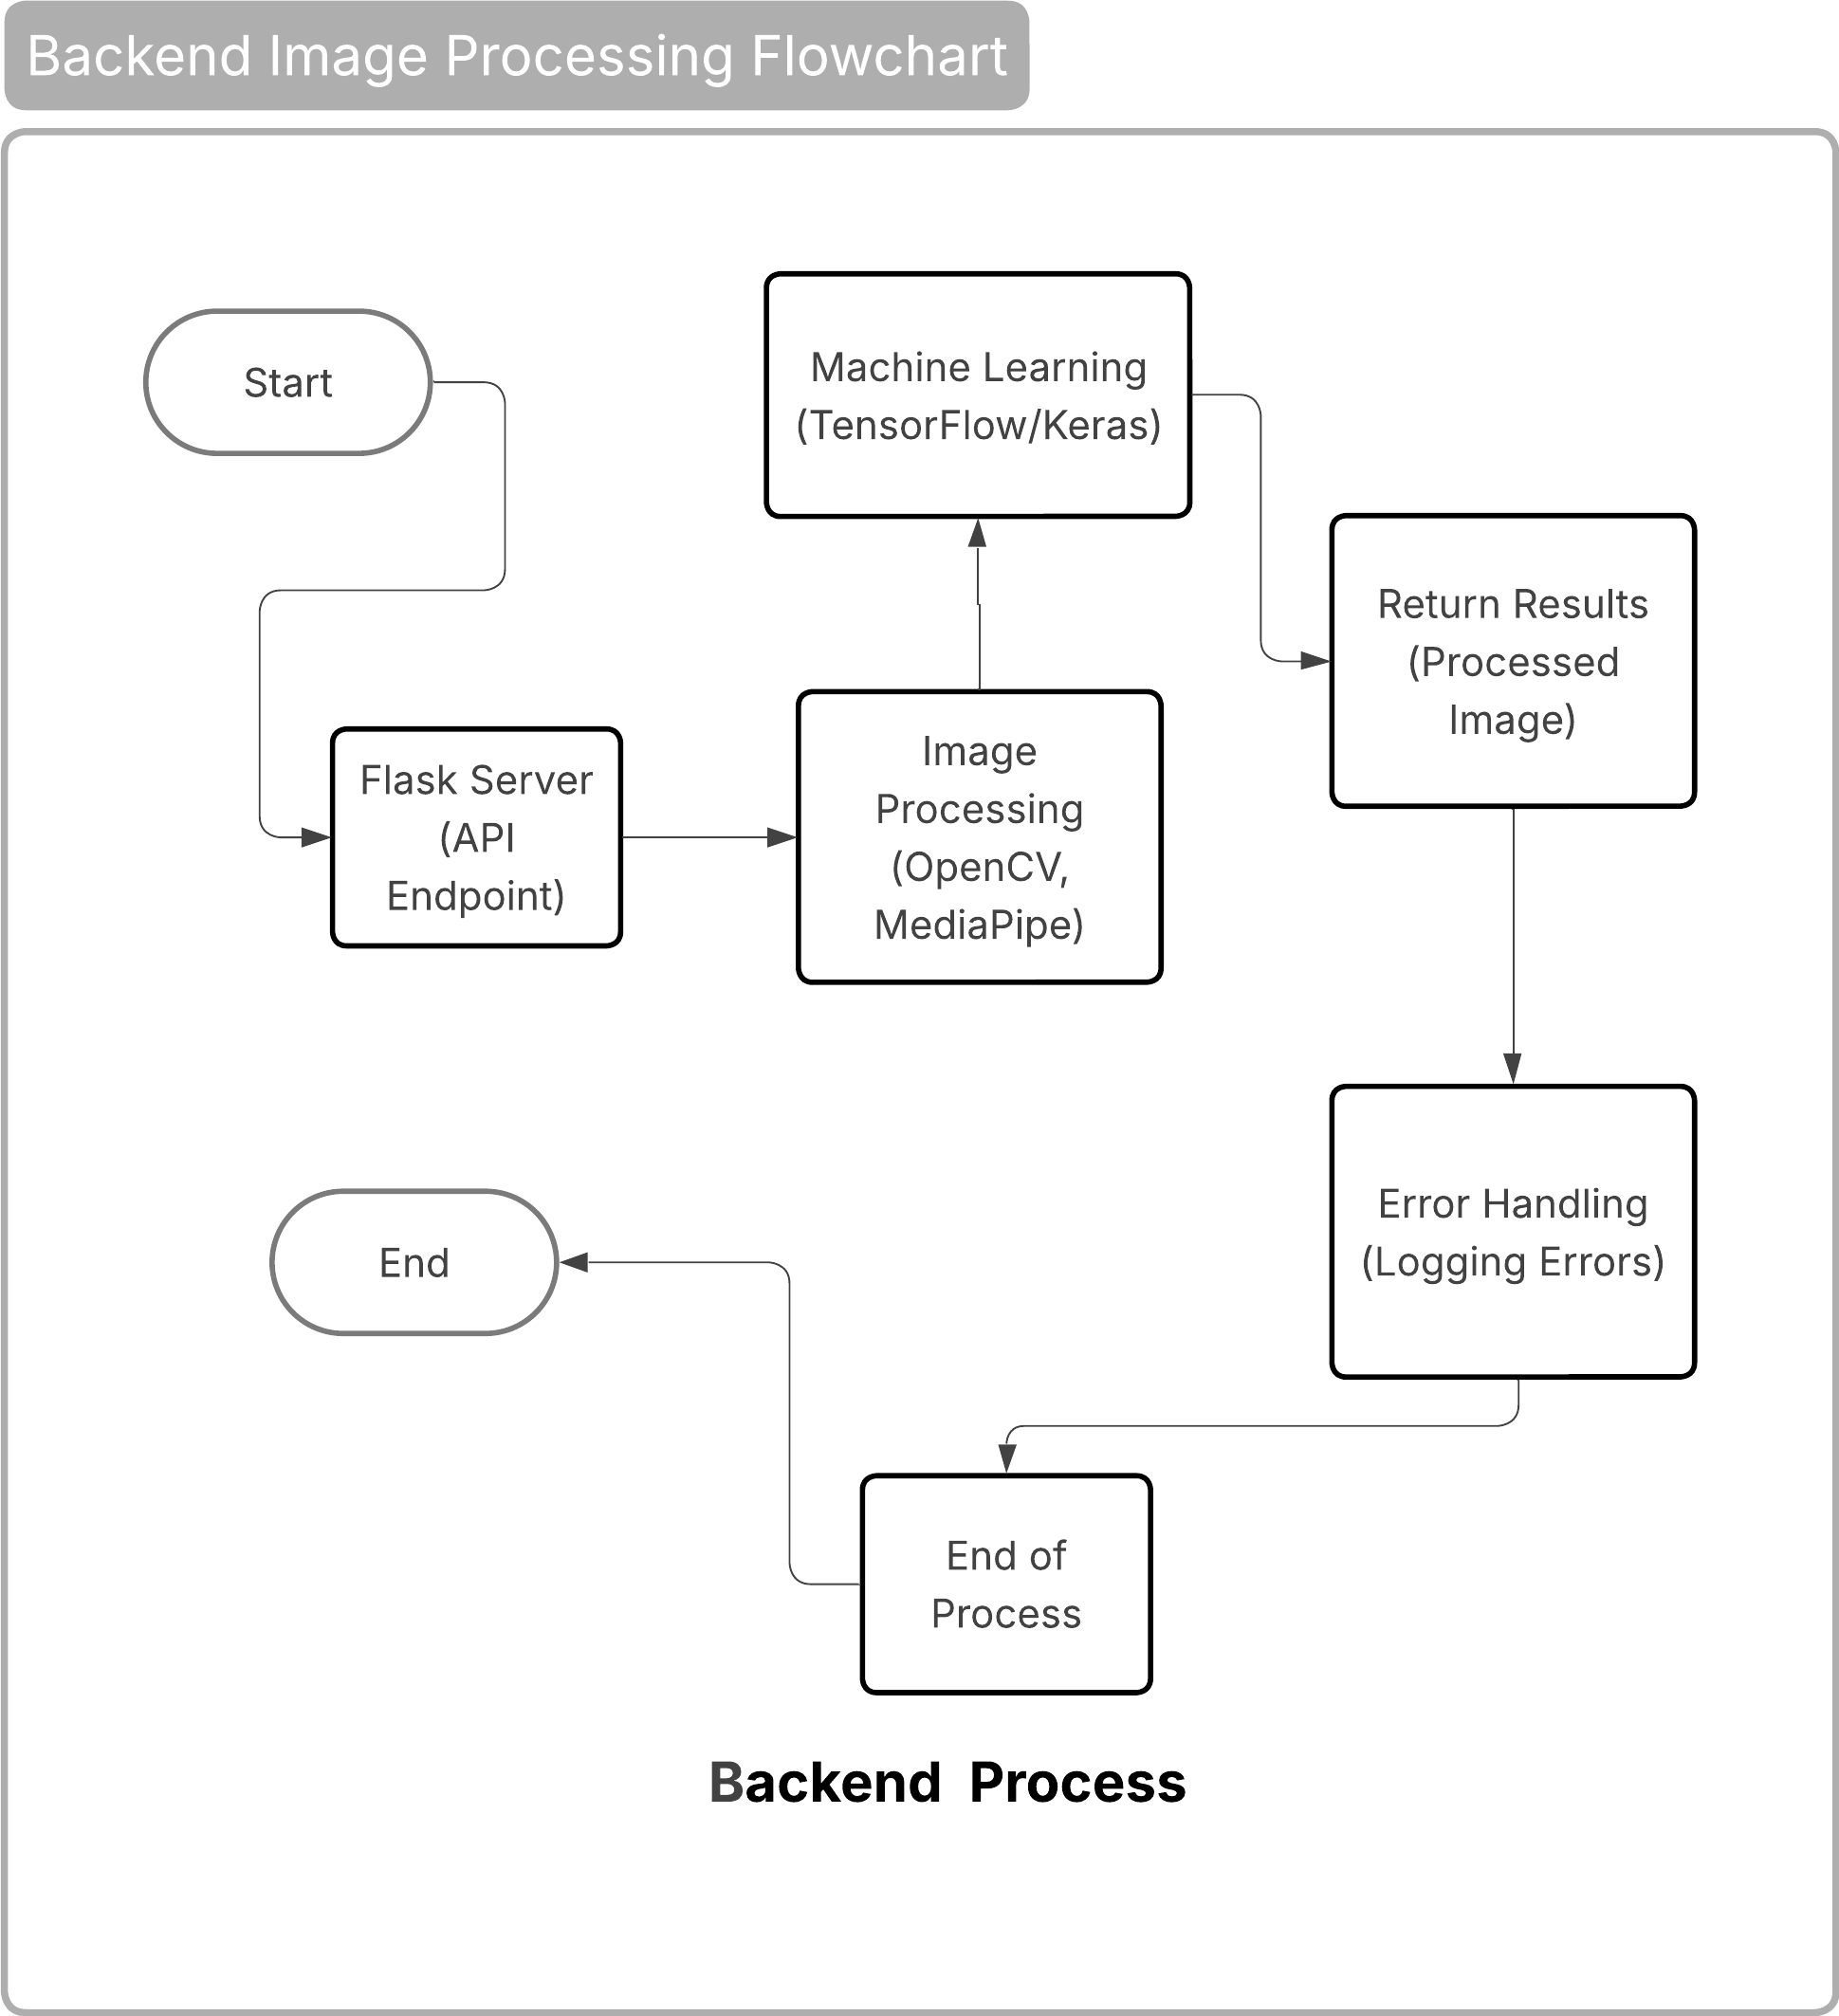 Backend Image Processing Flowchart
Start
Flask Server
(API
Endpoint)
Image
Processing
(OpenCV,
MediaPipe)
Machine Learning
(TensorFlow/Keras)
Return Results
(Processed
Image)
Error Handling
(Logging Errors)
End of
Process
End
Backend Process